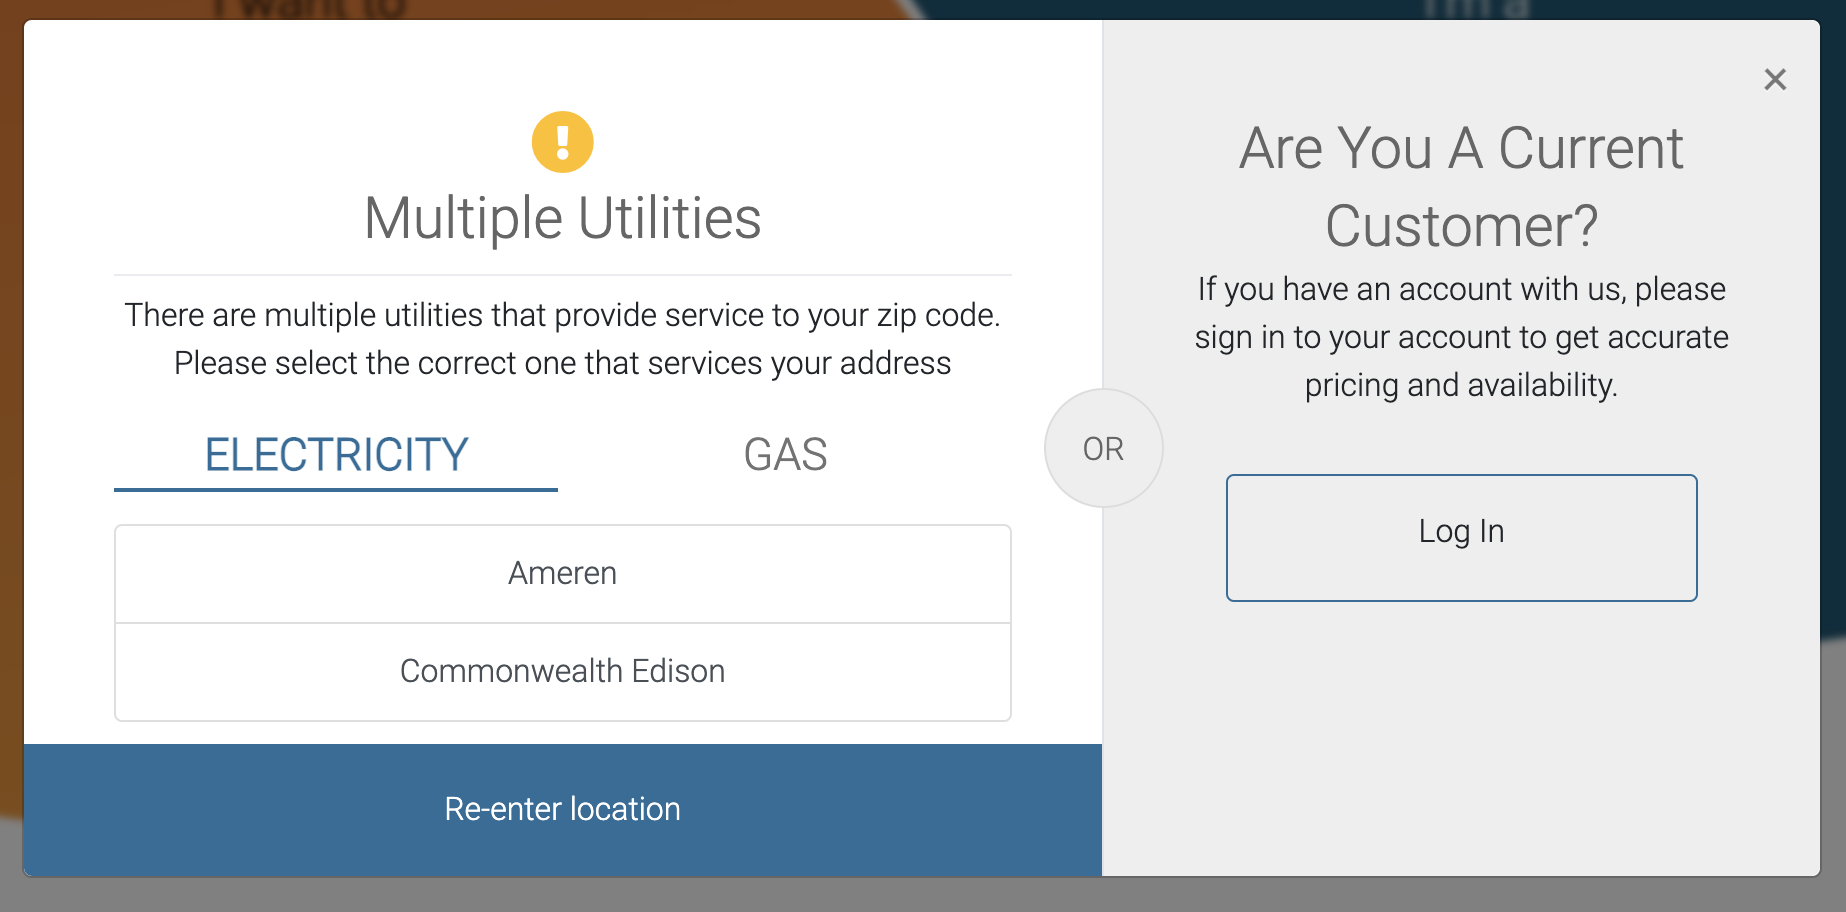 I want to
I'm a
Multiple Utilities
There are multiple utilities that provide service to your zip code.
Please select the correct one that services your address
ELECTRICITY
GAS
Ameren
Commonwealth Edison
Re-enter location
OR
Are You A Current
Customer?
If you have an account with us, please
sign in to your account to get accurate
pricing and availability.
Log In